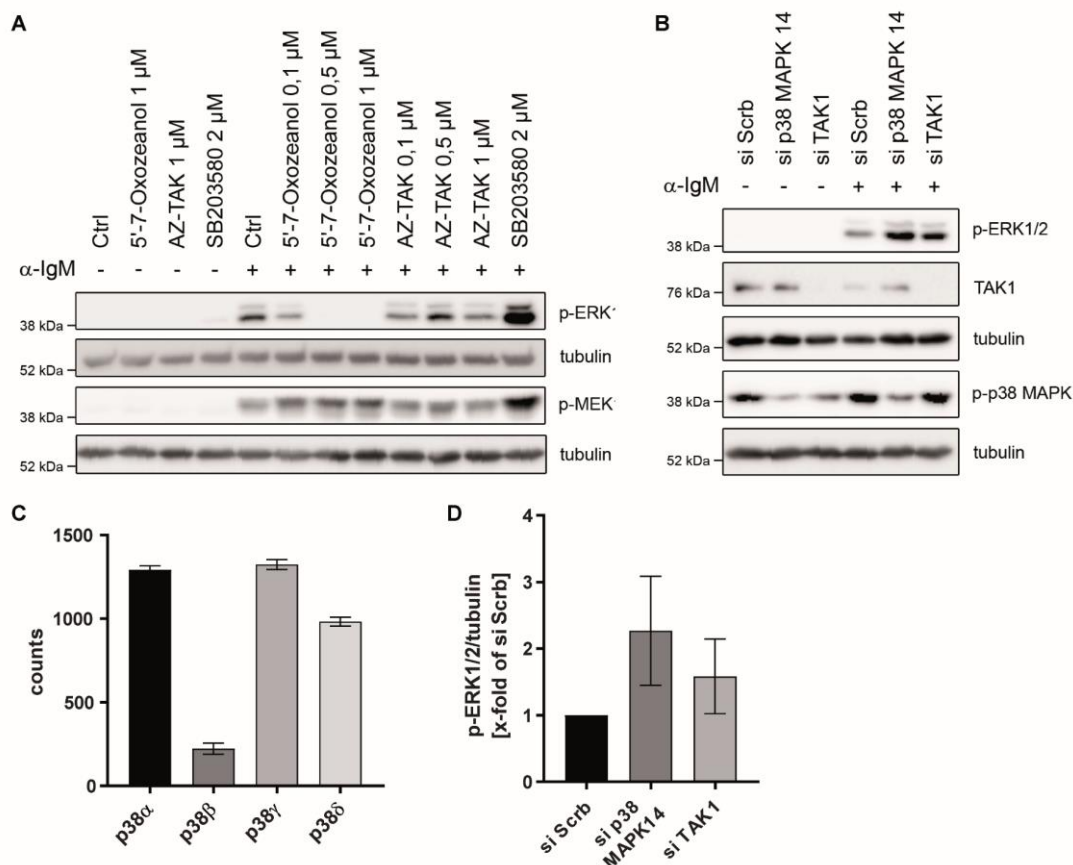 A
Ctrl
5'-7-Oxozeanol 1 µM
AZ-TAK 1 µM
SB203580 2 µM
Ctrl
5'-7-Oxozeanol 0,1 µM
5'-7-Oxozeanol 0,5 µM
5'-7-Oxozeanol 1 µM
AZ-TAK 0,1 µM
AZ-TAK 0,5 µM
AZ-TAK 1 µM
SB203580 2 µM
α-IgM - - - - + + + + + + + +
38 kDa p-ERK
52 kDa tubulin
38 kDa p-MEK
52 kDa tubulin
B
si Scrb
si p38 MAPK 14
si TAK1
si Scrb
si p38 MAPK 14
si TAK1
α-IgM - - - + + +
38 kDa p-ERK1/2
76 kDa TAK1
52 kDa tubulin
38 kDa p-p38 MAPK
52 kDa tubulin
C
counts
1500
1000
500
0
p38α p38β p38γ p38δ
D
p-ERK1/2/tubulin
[x-fold of si Scrb]
4
3
2
1
0
si Scrb
si p38
MAPK14
si TAK1